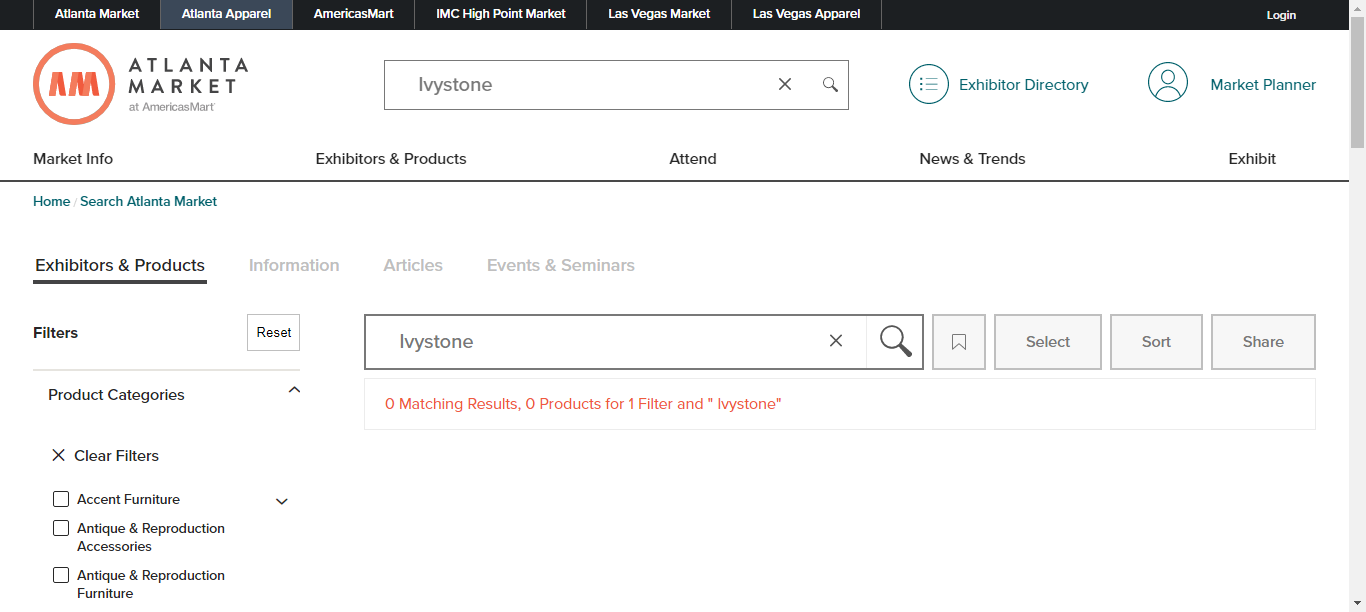 Atlanta Market Atlanta Apparel AmericasMart IMC High Point Market Las Vegas Market Las Vegas Apparel Login
ATLANTA
MARKET
at AmericasMart
Ivystone
Exhibitor Directory
Market Planner
Market Info Exhibitors & Products Attend News & Trends Exhibit
Home / Search Atlanta Market
Exhibitors & Products Information Articles Events & Seminars
Filters Reset
Ivystone Select Sort Share
Product Categories
0 Matching Results, 0 Products for 1 Filter and " Ivystone"
Clear Filters
Accent Furniture
Antique & Reproduction
Accessories
Antique & Reproduction
Furniture